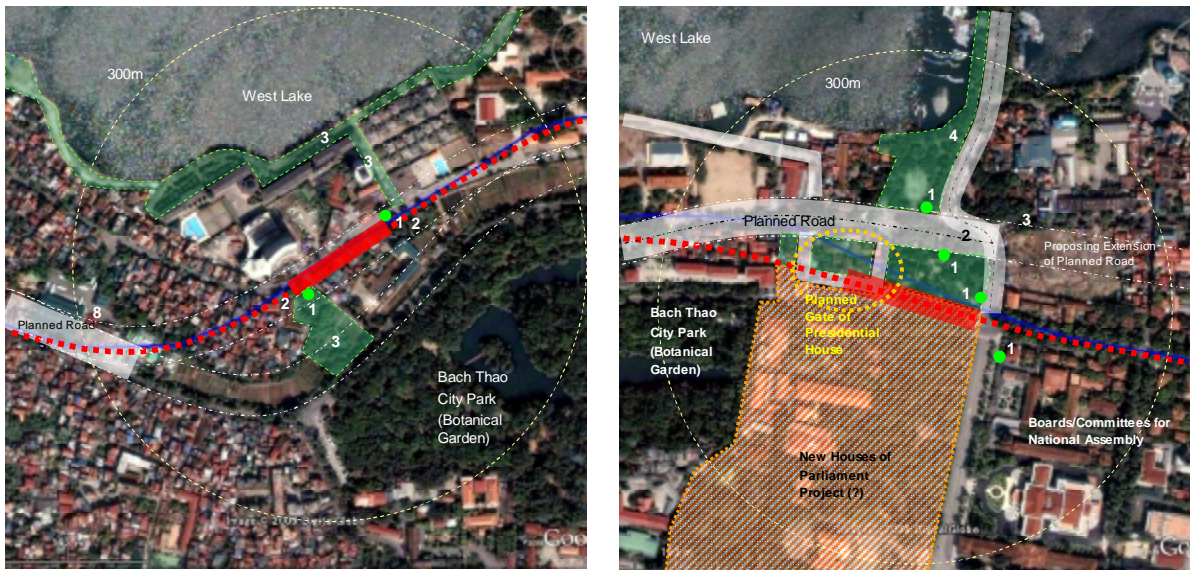 300m
West Lake
3
3
1
2
2
1
3
8
Planned Road
Bach Thao
City Park
(Botanical
Garden)
Goo
West Lake
300m
4
1
3
Planned Road
2
1
Proposing Extension
of Planned Road
1
Planned
Gate of
Presidential
House
Bach Thao
City Park
(Botanical
Garden)
1
Boards/Committees for
National Assembly
New Houses of
Parliament
Project (?)
Goo